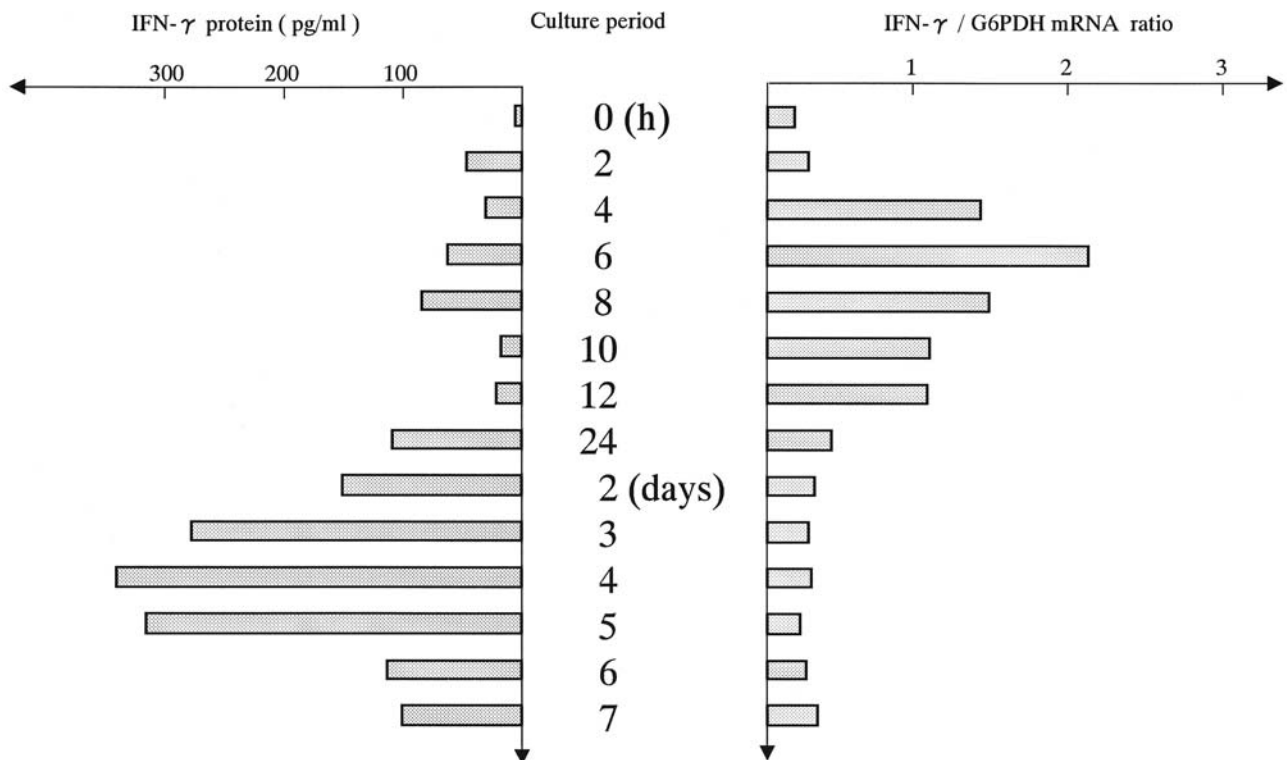 IFN-γ protein ( pg/ml )
Culture period
IFN-γ / G6PDH mRNA ratio
300 200 100
1 2 3
0 (h)
2
4
6
8
10
12
24
2 (days)
3
4
5
6
7